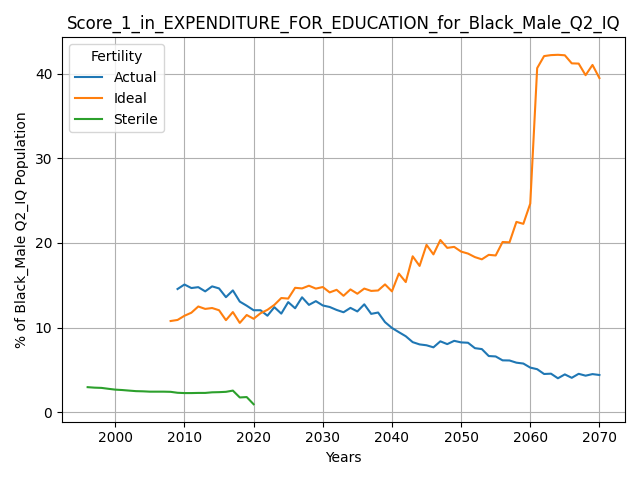 Score_1_in_EXPENDITURE_FOR_EDUCATION_for_Black_Male_Q2_IQ
Fertility
Actual
Ideal
Sterile
% of Black_Male Q2_IQ Population
40
30
20
10
0
2000 2010 2020 2030 2040 2050 2060 2070
Years